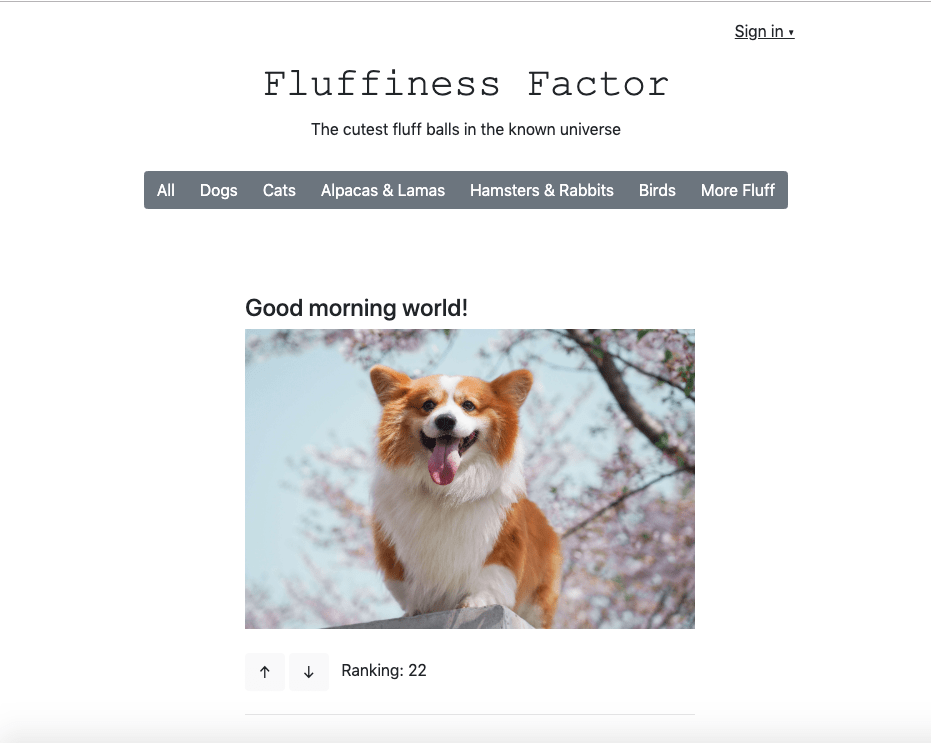 Sign in ▾
Fluffiness Factor
The cutest fluff balls in the known universe
All Dogs Cats Alpacas & Lamas Hamsters & Rabbits Birds More Fluff
Good morning world!
↑ ↓ Ranking: 22